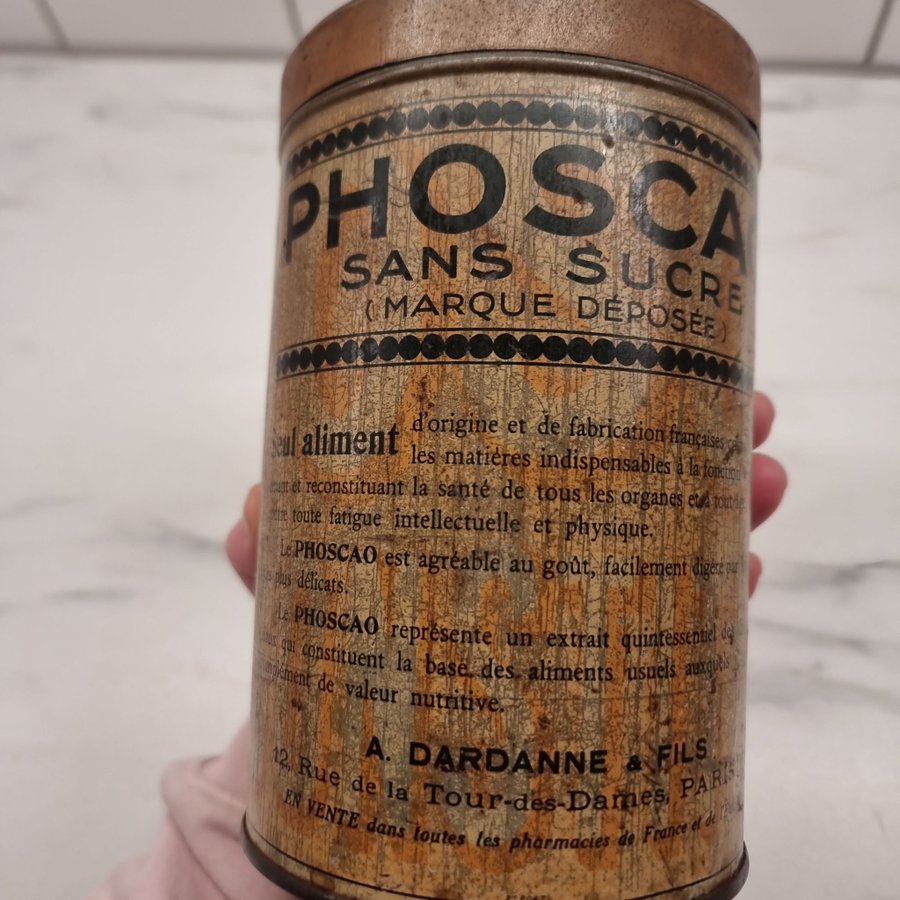 PHOSCA
SANS SUCRE
(MARQUE DÉPOSÉE)
Seul aliment d'origine et de fabrication françaises
les matières indispensables à la
et reconstituant la santé de tous les organes et à
toute fatigue intellectuelle et physique.
Le PHOSCAO est agréable au goût, facilement digéré par
plus délicats.
Le PHOSCAO représente un extrait quintessentiel
qui constituent la base des aliments usuels auxquels
de valeur nutritive.
A. DARDANNE & FILS
12, Rue de la Tour-des-Dames, PARIS
EN VENTE dans toutes les pharmacies de France et de